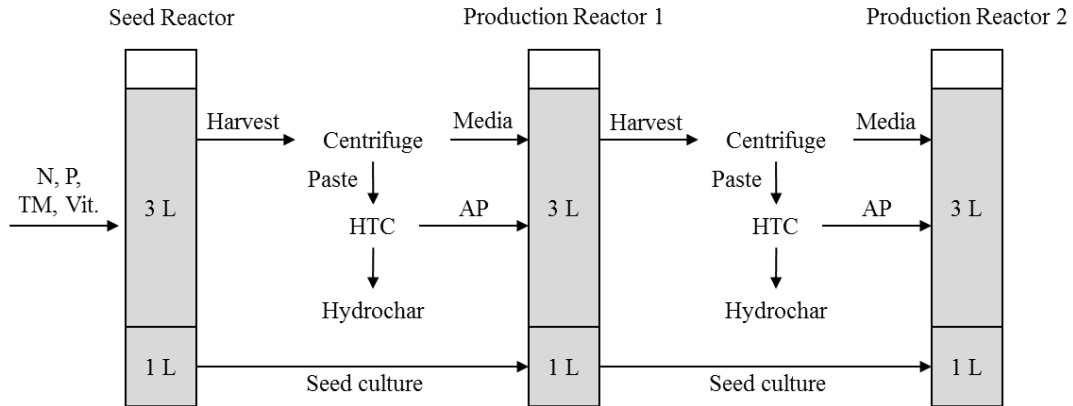 Seed Reactor
Production Reactor 1
Production Reactor 2
Harvest
Media
Harvest
Media
Centrifuge
Centrifuge
N, P,
TM, Vit.
Paste
Paste
3 L
HTC
AP
3 L
HTC
AP
3 L
Hydrochar
Hydrochar
1 L
1 L
1 L
Seed culture
Seed culture